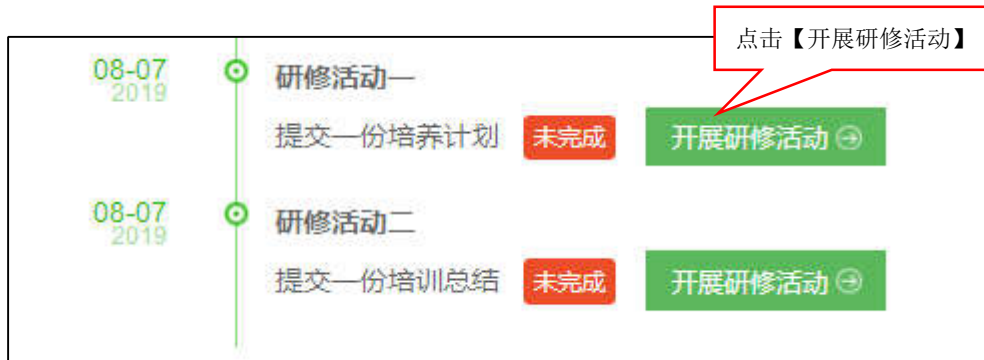 点击【开展研修活动】
08-07
2019
研修活动一
提交一份培养计划 未完成 开展研修活动
08-07
2019
研修活动二
提交一份培训总结 未完成 开展研修活动